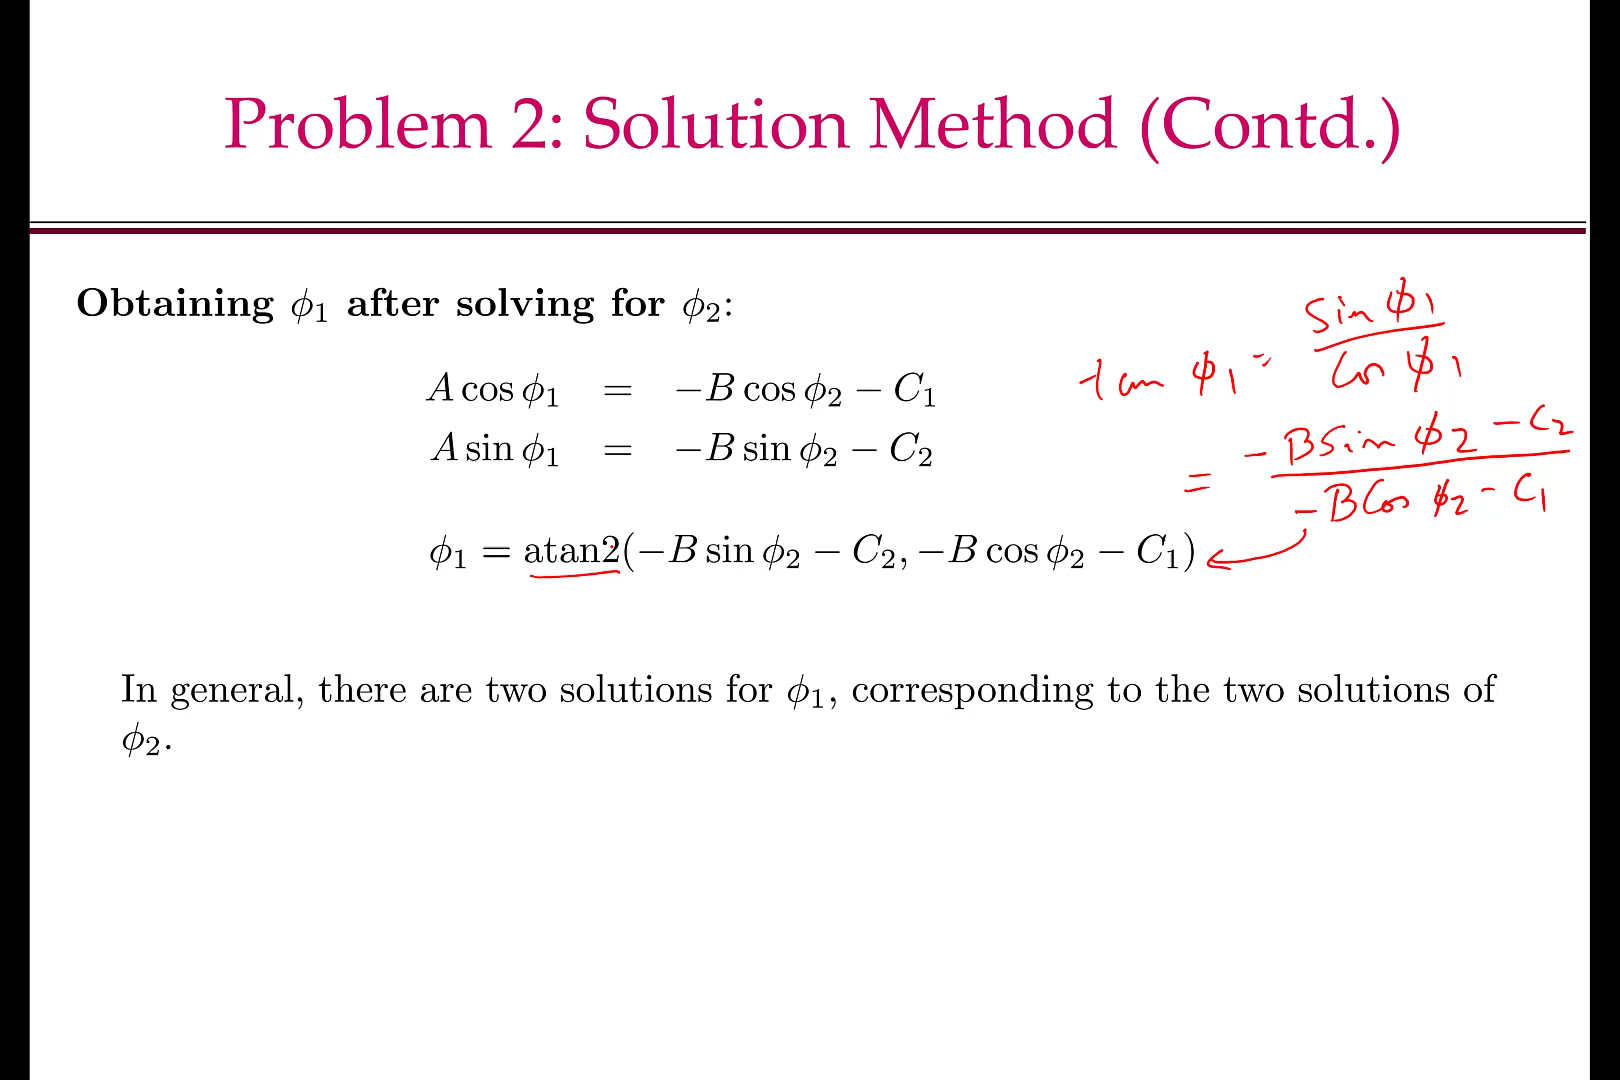 Problem 2: Solution Method (Contd.)
Obtaining ϕ₁ after solving for ϕ₂:
A cos ϕ₁ = −B cos ϕ₂ − C₁
A sin ϕ₁ = −B sin ϕ₂ − C₂
ϕ₁ = atan2(−B sin ϕ₂ − C₂, −B cos ϕ₂ − C₁)
tan ϕ₁ = Sin ϕ₁ / Cos ϕ₁
= −B Sin ϕ₂ − C₂ / −B Cos ϕ₂ − C₁
In general, there are two solutions for ϕ₁, corresponding to the two solutions of
ϕ₂.